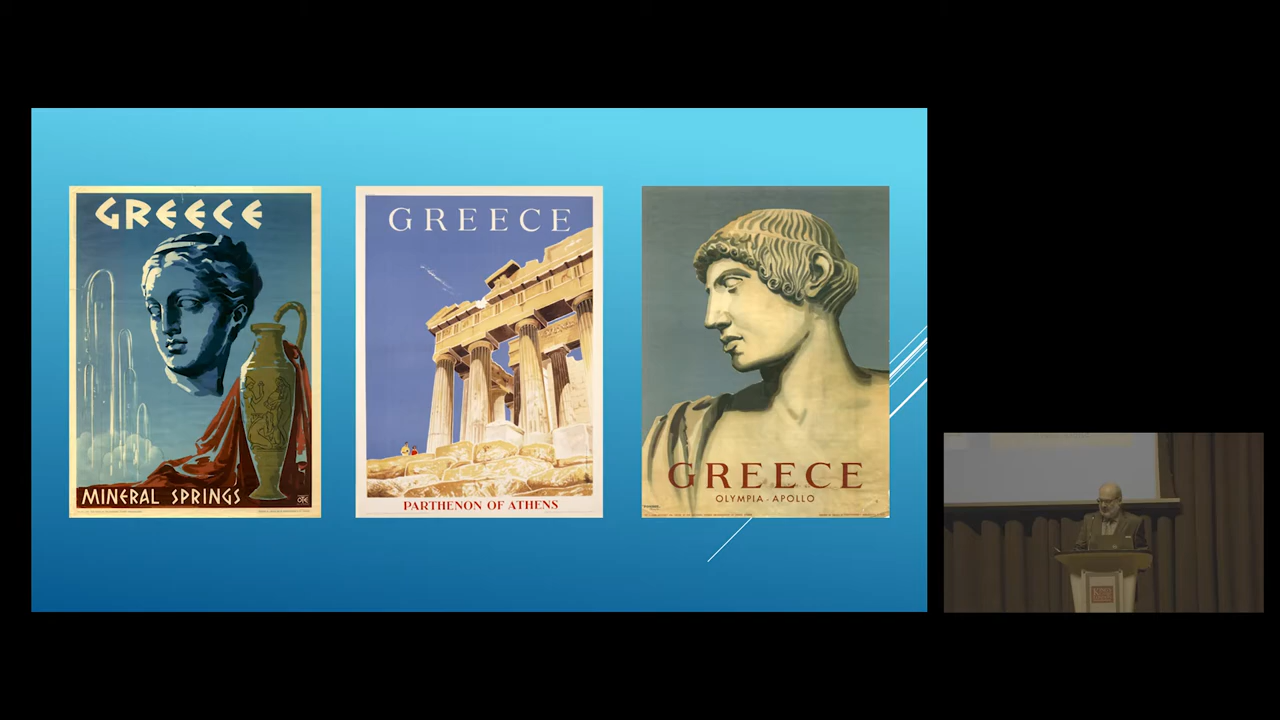 GREECE
MINERAL SPRINGS
GREECE
PARTHENON OF ATHENS
GREECE
OLYMPIA - APOLLO